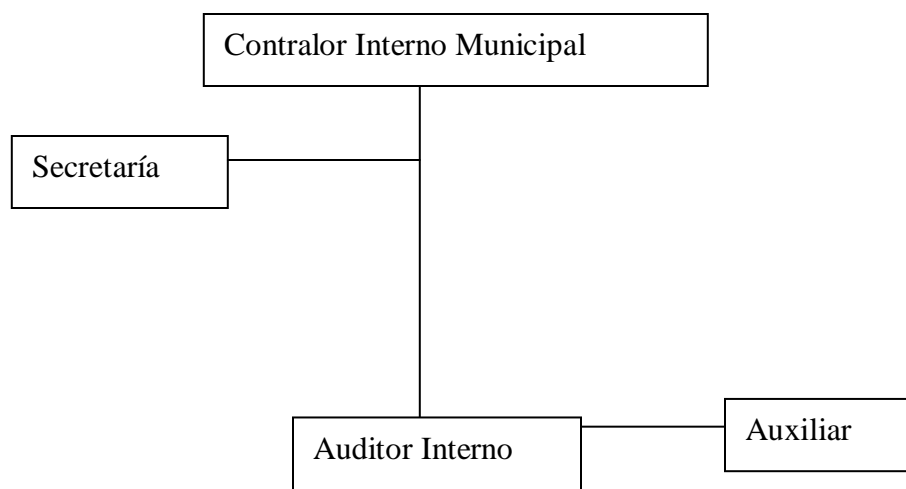 Contralor Interno Municipal
Secretaría
Auditor Interno
Auxiliar